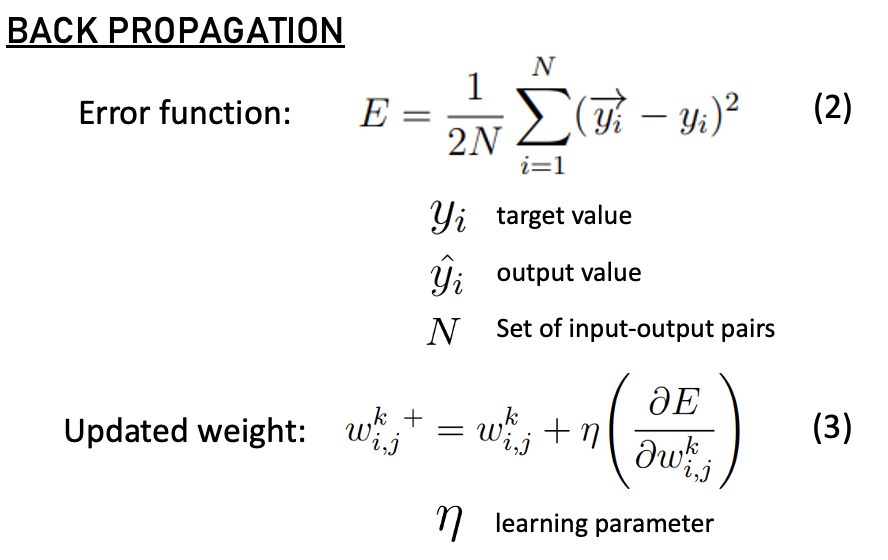 BACK PROPAGATION
Error function: $E = \frac{1}{2N} \sum_{i=1}^{N} (\overrightarrow{y_i} - y_i)^2$ (2)
$y_i$ target value
$\hat{y_i}$ output value
$N$ Set of input-output pairs
Updated weight: ${w_{i,j}^{k}}^{+} = w_{i,j}^{k} + \eta \left( \frac{\partial E}{\partial w_{i,j}^{k}} \right)$ (3)
$\eta$ learning parameter